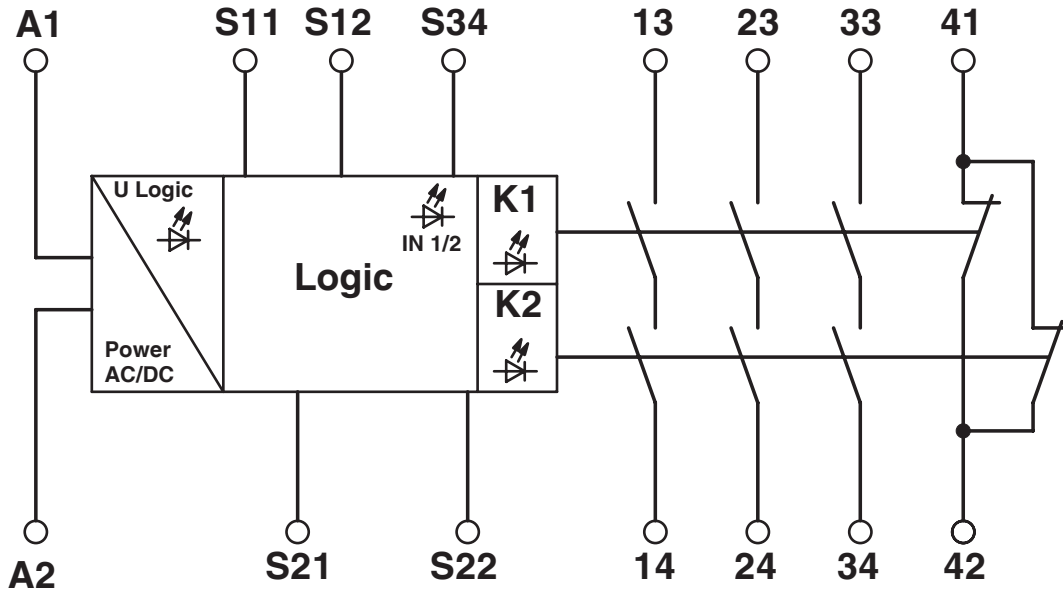 A1 S11 S12 S34 13 23 33 41
U Logic
K1
IN 1/2
Logic
K2
Power
AC/DC
A2 S21 S22 14 24 34 42